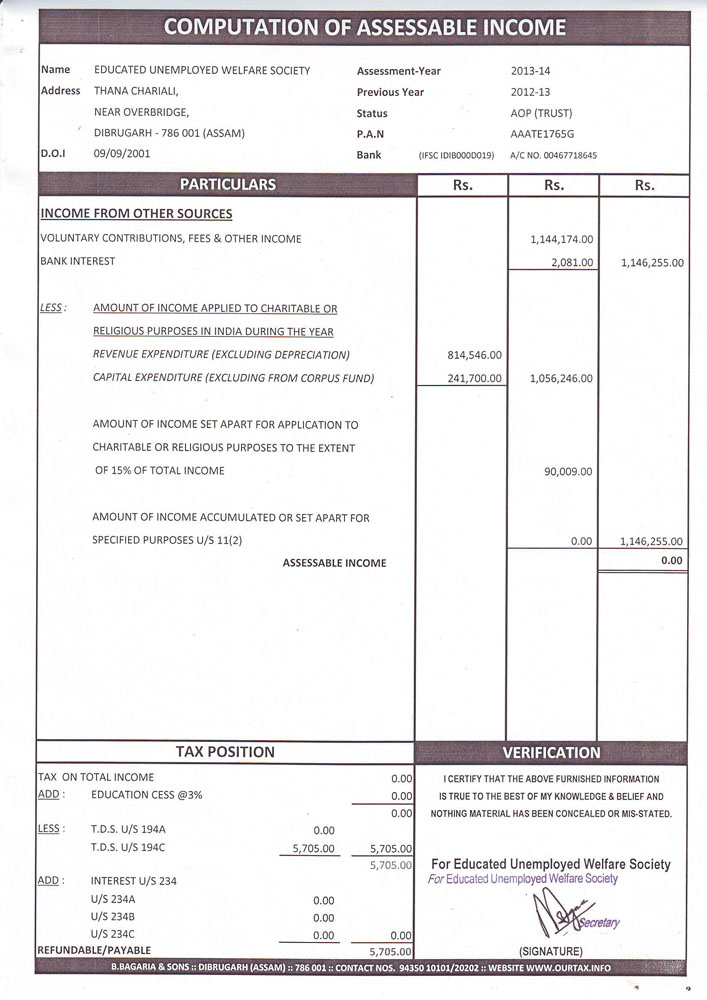 COMPUTATION OF ASSESSABLE INCOME
Name EDUCATED UNEMPLOYED WELFARE SOCIETY Assessment-Year 2013-14
Address THANA CHARIALI, Previous Year 2012-13
NEAR OVERBRIDGE, Status AOP (TRUST)
DIBRUGARH - 786 001 (ASSAM) P.A.N AAATE1765G
D.O.I 09/09/2001 Bank (IFSC IDIB000D019) A/C NO. 00467718645
PARTICULARS Rs. Rs. Rs.
INCOME FROM OTHER SOURCES
VOLUNTARY CONTRIBUTIONS, FEES & OTHER INCOME 1,144,174.00
BANK INTEREST 2,081.00 1,146,255.00
LESS : AMOUNT OF INCOME APPLIED TO CHARITABLE OR
RELIGIOUS PURPOSES IN INDIA DURING THE YEAR
REVENUE EXPENDITURE (EXCLUDING DEPRECIATION) 814,546.00
CAPITAL EXPENDITURE (EXCLUDING FROM CORPUS FUND) 241,700.00 1,056,246.00
AMOUNT OF INCOME SET APART FOR APPLICATION TO
CHARITABLE OR RELIGIOUS PURPOSES TO THE EXTENT
OF 15% OF TOTAL INCOME 90,009.00
AMOUNT OF INCOME ACCUMULATED OR SET APART FOR
SPECIFIED PURPOSES U/S 11(2) 0.00 1,146,255.00
ASSESSABLE INCOME 0.00
TAX POSITION
TAX ON TOTAL INCOME 0.00
ADD : EDUCATION CESS @3% 0.00
0.00
LESS : T.D.S. U/S 194A 0.00
T.D.S. U/S 194C 5,705.00 5,705.00
5,705.00
ADD : INTEREST U/S 234
U/S 234A 0.00
U/S 234B 0.00
U/S 234C 0.00 0.00
REFUNDABLE/PAYABLE 5,705.00
VERIFICATION
I CERTIFY THAT THE ABOVE FURNISHED INFORMATION
IS TRUE TO THE BEST OF MY KNOWLEDGE & BELIEF AND
NOTHING MATERIAL HAS BEEN CONCEALED OR MIS-STATED.
For Educated Unemployed Welfare Society
For Educated Unemployed Welfare Society
Secretary
(SIGNATURE)
B.BAGARIA & SONS :: DIBRUGARH (ASSAM) :: 786 001 :: CONTACT NOS. 94350 10101/20202 :: WEBSITE WWW.OURTAX.INFO